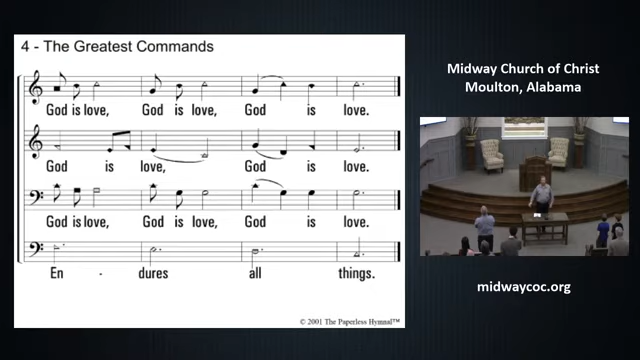 4 - The Greatest Commands
God is love, God is love, God is love.
God is love, God is love.
God is love, God is love, God is love.
En - dures all things.
© 2001 The Paperless Hymnal™
Midway Church of Christ
Moulton, Alabama
midwaycoc.org